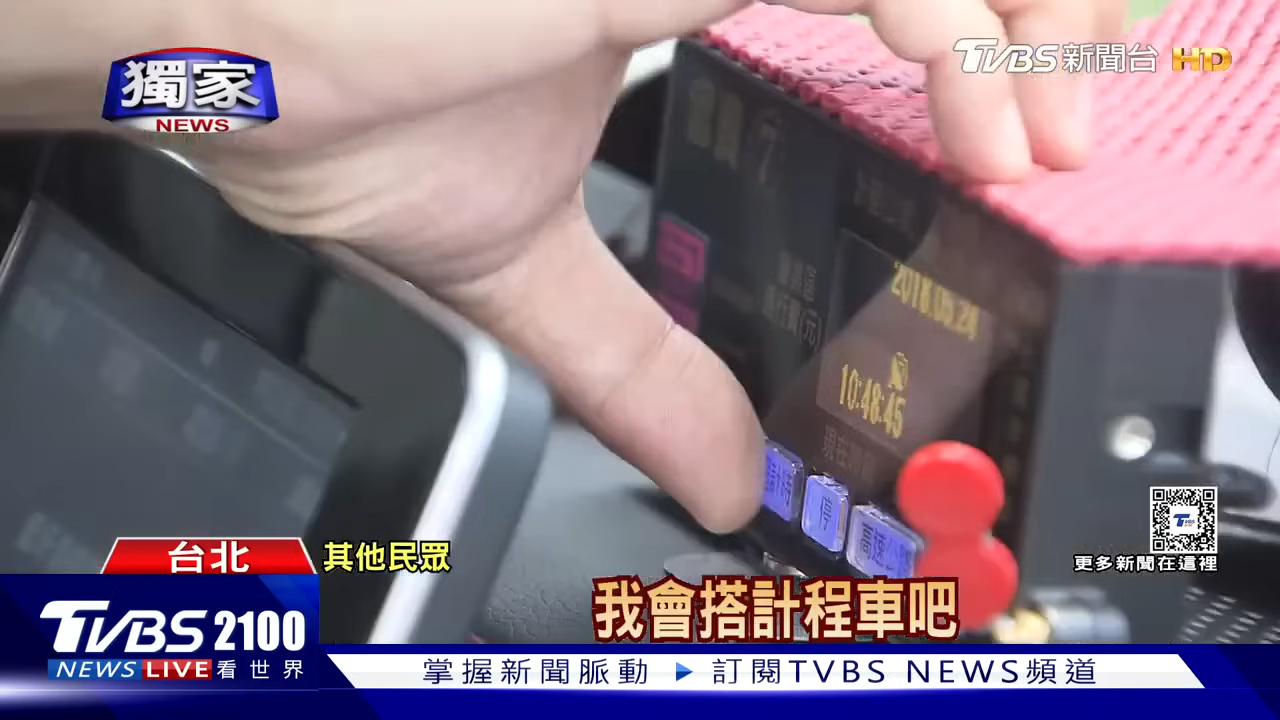 獨家
NEWS
TVBS新聞台 HD
2018.05.24
10:48:45
更多新聞在這裡
台北
其他民眾
我會搭計程車吧
TVBS 2100
NEWS LIVE 看世界
掌握新聞脈動 ▶ 訂閱TVBS NEWS頻道